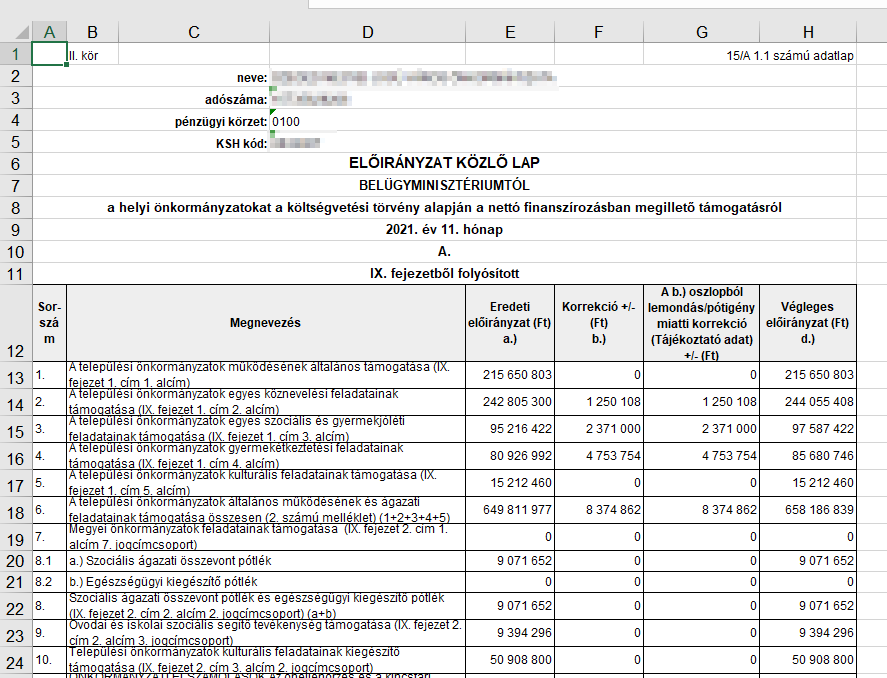 A B C D E F G H
1 II. kör 15/A 1.1 számú adatlap
2 neve:
3 adószáma:
4 pénzügyi körzet: 0100
5 KSH kód:
6 ELŐIRÁNYZAT KÖZLŐ LAP
7 BELÜGYMINISZTÉRIUMTÓL
8 a helyi önkormányzatokat a költségvetési törvény alapján a nettó finanszírozásban megillető támogatásról
9 2021. év 11. hónap
10 A.
11 IX. fejezetből folyósított
12
Sor-
szá
m
Megnevezés
Eredeti
előirányzat (Ft)
a.)
Korrekció +/-
(Ft)
b.)
A b.) oszlopból
lemondás/pótigény
miatti korrekció
(Tájékoztató adat)
+/- (Ft)
Végleges
előirányzat (Ft)
d.)
13 1. A települési önkormányzatok működésének általános támogatása (IX.
fejezet 1. cím 1. alcím) 215 650 803 0 0 215 650 803
14 2. A települési önkormányzatok egyes köznevelési feladatainak
támogatása (IX. fejezet 1. cím 2. alcím) 242 805 300 1 250 108 1 250 108 244 055 408
15 3. A települési önkormányzatok egyes szociális és gyermekjóléti
feladatainak támogatása (IX. fejezet 1. cím 3. alcím) 95 216 422 2 371 000 2 371 000 97 587 422
16 4. A települési önkormányzatok gyermekétkeztetési feladatainak
támogatása (IX. fejezet 1. cím 4. alcím) 80 926 992 4 753 754 4 753 754 85 680 746
17 5. A települési önkormányzatok kulturális feladatainak támogatása (IX.
fejezet 1. cím 5. alcím) 15 212 460 0 0 15 212 460
18 6. A települési önkormányzatok általános működésének és ágazati
feladatainak támogatása összesen (2. számú melléklet) (1+2+3+4+5) 649 811 977 8 374 862 8 374 862 658 186 839
19 7. Megyei önkormányzatok feladatainak támogatása (IX. fejezet 2. cím 1.
alcím 7. jogcímcsoport) 0 0 0 0
20 8.1 a.) Szociális ágazati összevont pótlék 9 071 652 0 0 9 071 652
21 8.2 b.) Egészségügyi kiegészítő pótlék 0 0 0 0
22 8. Szociális ágazati összevont pótlék és egészségügyi kiegészítő pótlék
(IX. fejezet 2. cím 2. alcím 2. jogcímcsoport) (a+b) 9 071 652 0 0 9 071 652
23 9. Óvodai és iskolai szociális segítő tevékenység támogatása (IX. fejezet 2.
cím 2. alcím 3. jogcímcsoport) 9 394 296 0 0 9 394 296
24 10. Települési önkormányzatok kulturális feladatainak kiegészítő
támogatása (IX. fejezet 2. cím 3. alcím 2. jogcímcsoport) 50 908 800 0 0 50 908 800